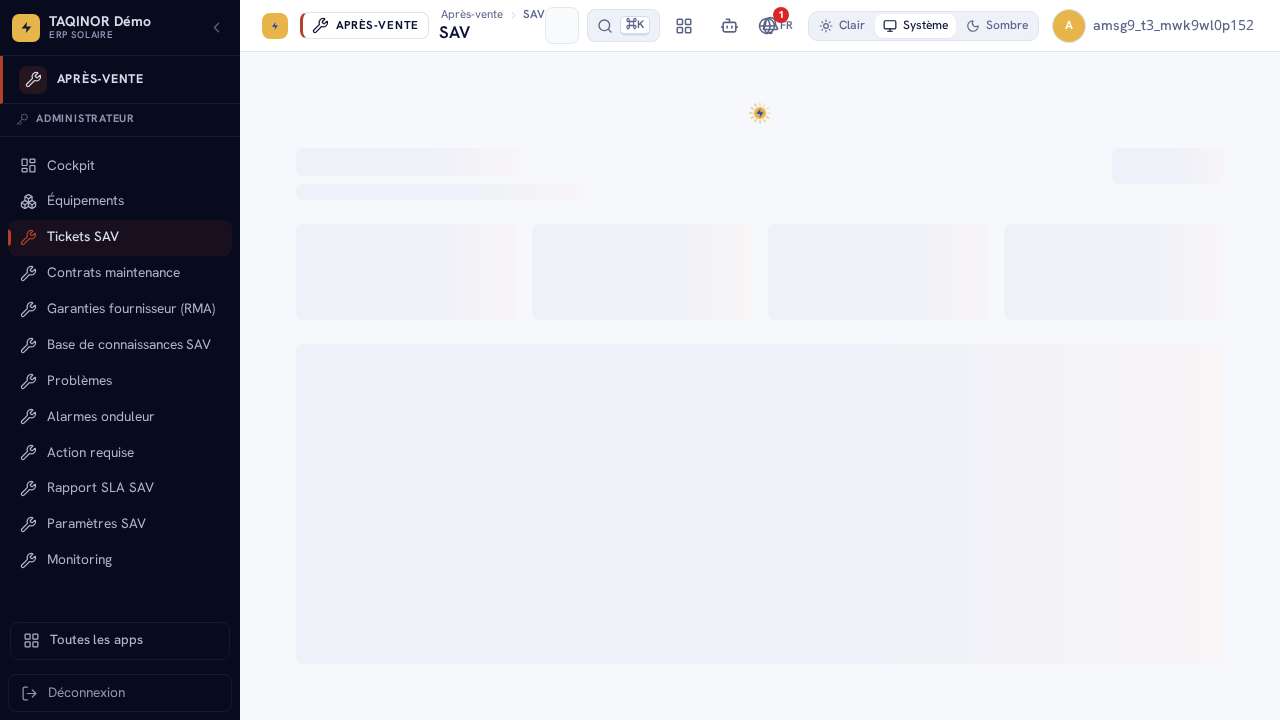 TAQINOR Démo
ERP SOLAIRE
APRÈS-VENTE
ADMINISTRATEUR
Cockpit
Équipements
Tickets SAV
Contrats maintenance
Garanties fournisseur (RMA)
Base de connaissances SAV
Problèmes
Alarmes onduleur
Action requise
Rapport SLA SAV
Paramètres SAV
Monitoring
Toutes les apps
Déconnexion
APRÈS-VENTE
Après-vente > SAV
SAV
⌘K
1
FR
Clair
Système
Sombre
A
amsg9_t3_mwk9wl0p152